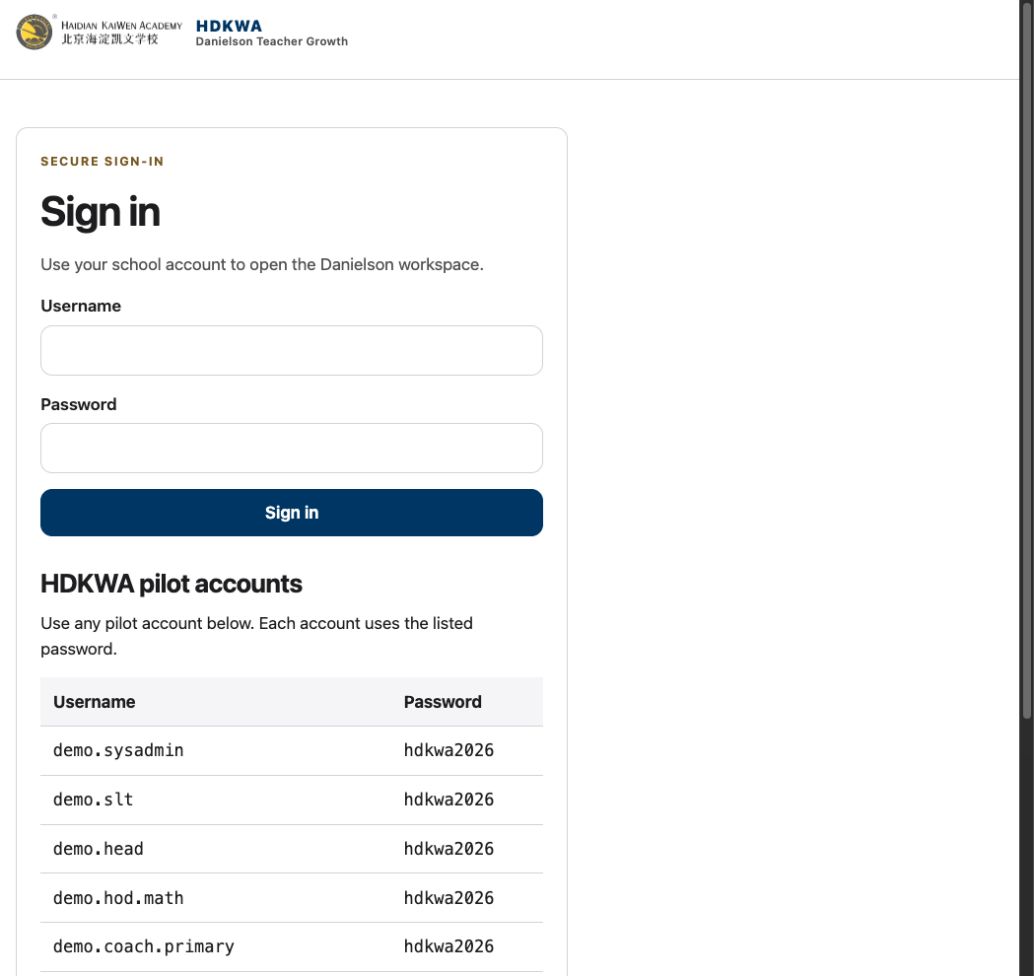 HAIDIAN KAIWEN ACADEMY
北京海淀凯文学校
HDKWA
Danielson Teacher Growth
SECURE SIGN-IN
Sign in
Use your school account to open the Danielson workspace.
Username
Password
Sign in
HDKWA pilot accounts
Use any pilot account below. Each account uses the listed
password.
Username Password
demo.sysadmin hdkwa2026
demo.slt hdkwa2026
demo.head hdkwa2026
demo.hod.math hdkwa2026
demo.coach.primary hdkwa2026